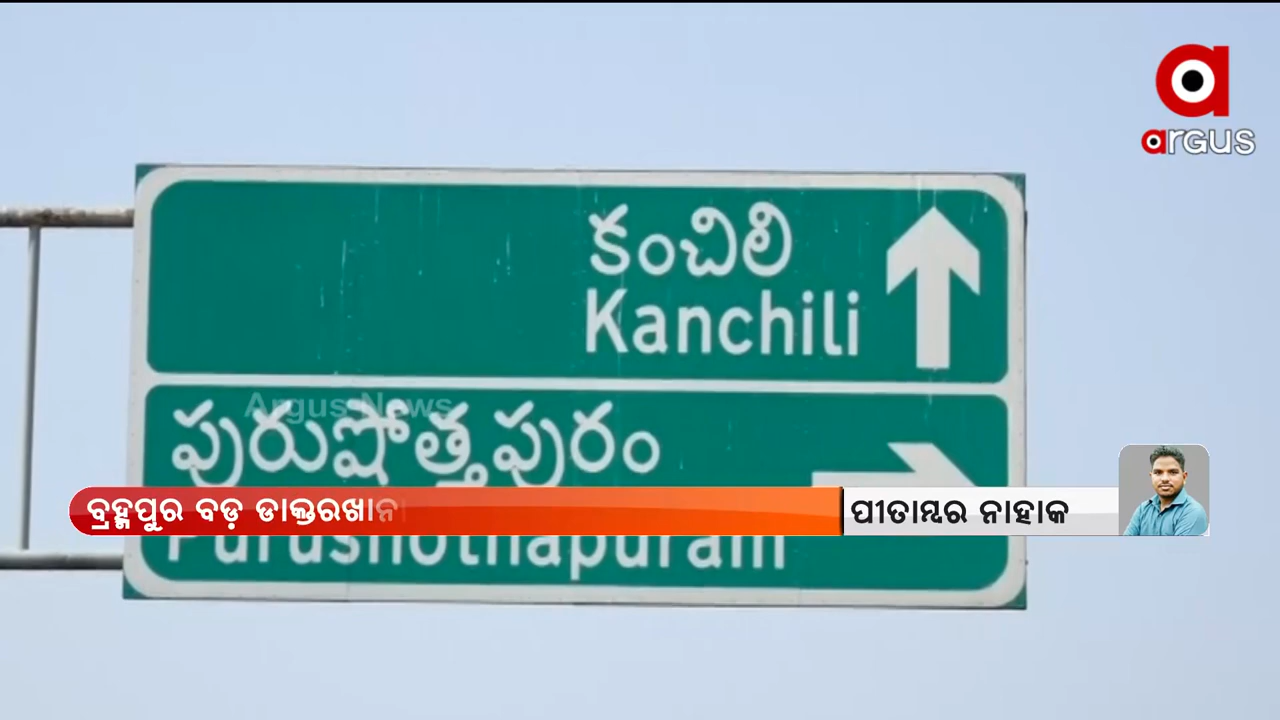 argus
కంచిలి
Kanchili
Argus News
పురుషోత్తపురం
ବ୍ରହ୍ମପୁର ବଡ଼ ଡାକ୍ତରଖାନା
ପୀତାମ୍ବର ନାହାକ
Purushothapuram